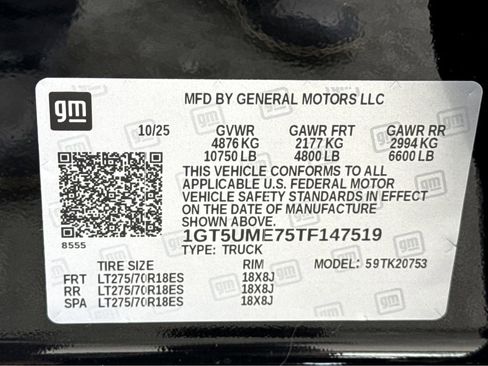 gm
MFD BY GENERAL MOTORS LLC
10/25 GVWR GAWR FRT GAWR RR
4876 KG 2177 KG 2994 KG
10750 LB 4800 LB 6600 LB
THIS VEHICLE CONFORMS TO ALL
APPLICABLE U.S. FEDERAL MOTOR
VEHICLE SAFETY STANDARDS IN EFFECT
ON THE DATE OF MANUFACTURE SHOWN ABOVE.
8555 1GT5UME75TF147519
TYPE: TRUCK
TIRE SIZE RIM MODEL: 59TK20753
FRT LT275/70R18ES 18X8J
RR LT275/70R18ES 18X8J
SPA LT275/70R18ES 18X8J